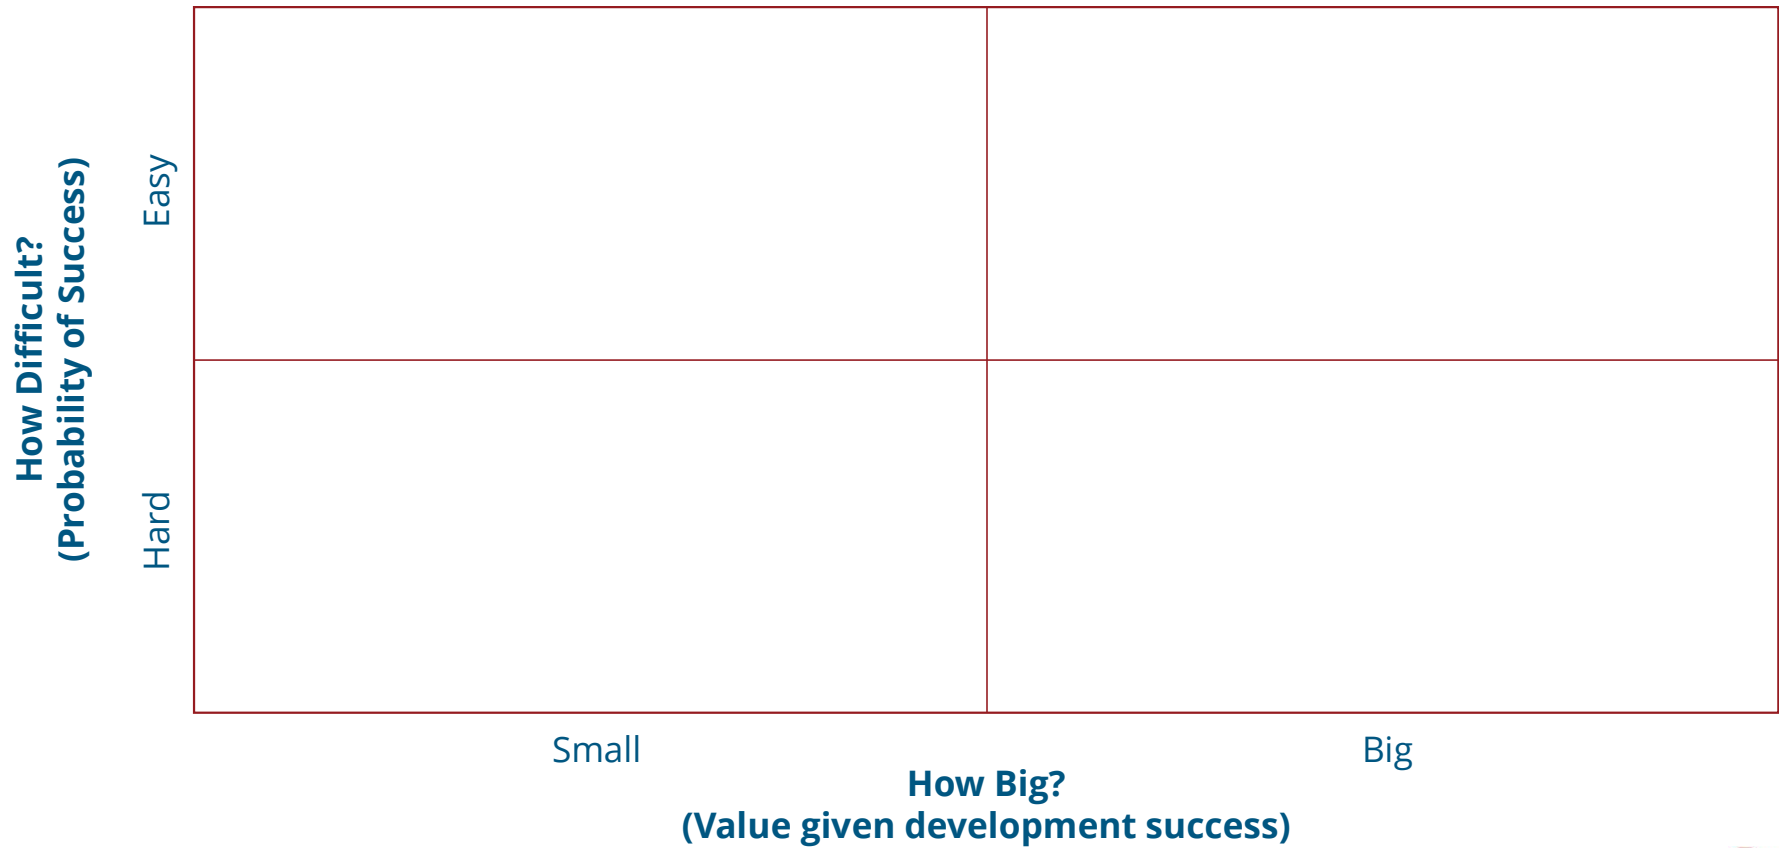 How Difficult?
(Probability of Success)
Easy
Hard
Small
Big
How Big?
(Value given development success)